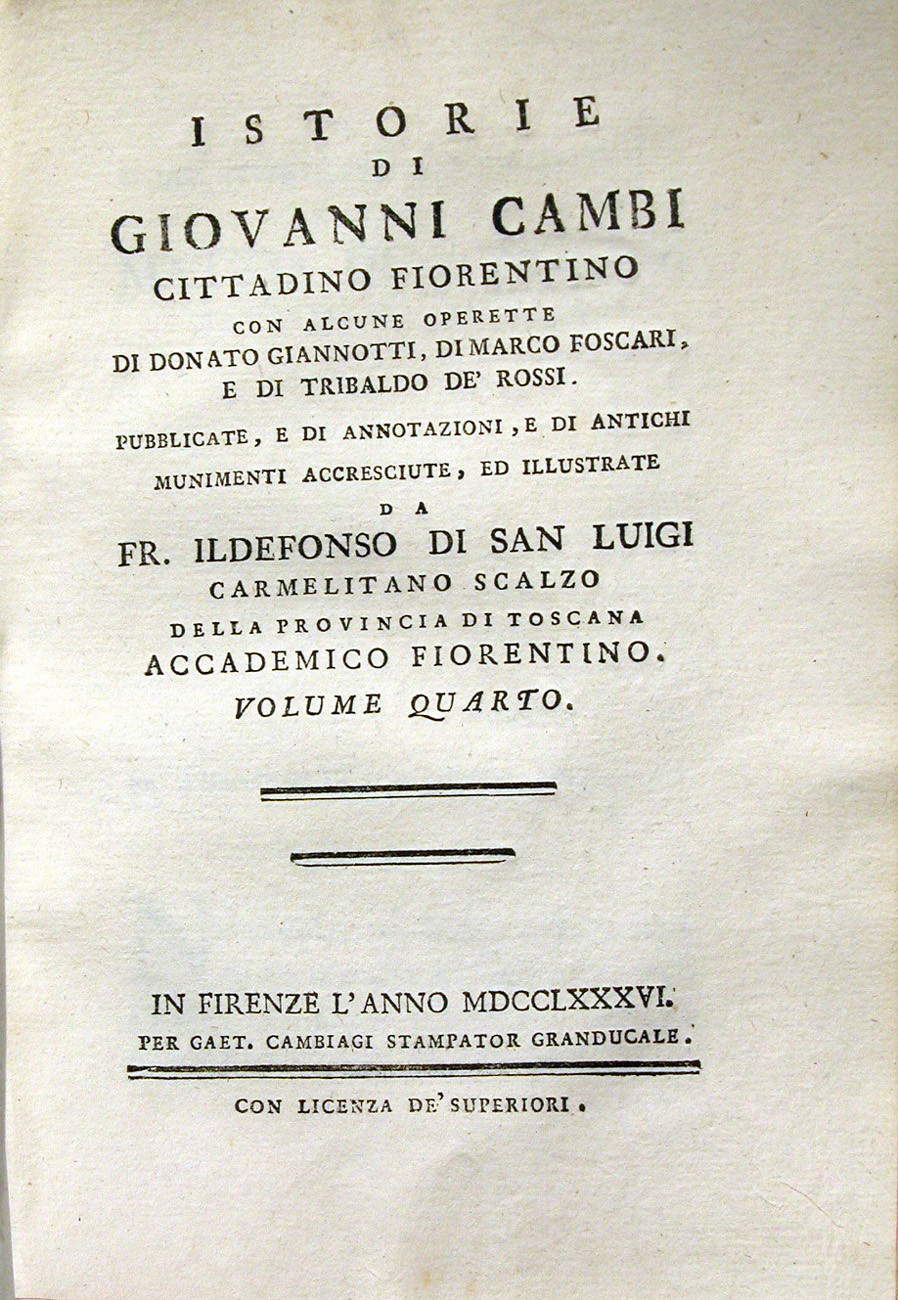 ISTORIE
DI
GIOVANNI CAMBI
CITTADINO FIORENTINO
CON ALCUNE OPERETTE
DI DONATO GIANNOTTI, DI MARCO FOSCARI,
E DI TRIBALDO DE' ROSSI.
PUBBLICATE, E DI ANNOTAZIONI, E DI ANTICHI
MUNIMENTI ACCRESCIUTE, ED ILLUSTRATE
DA
FR. ILDEFONSO DI SAN LUIGI
CARMELITANO SCALZO
DELLA PROVINCIA DI TOSCANA
ACCADEMICO FIORENTINO.
VOLUME QUARTO.
IN FIRENZE L'ANNO MDCCLXXXVI.
PER GAET. CAMBIAGI STAMPATOR GRANDUCALE.
CON LICENZA DE' SUPERIORI.